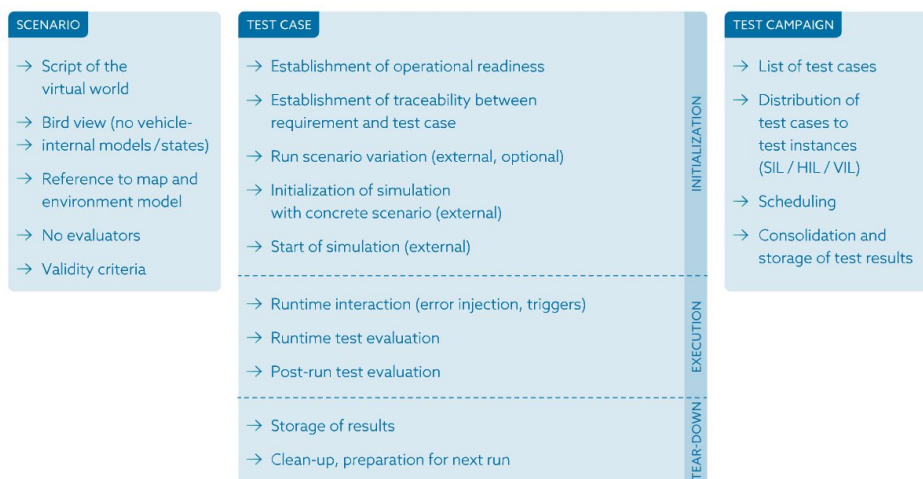 SCENARIO
→ Script of the
virtual world
→ Bird view (no vehicle-
→ internal models / states)
→ Reference to map and
environment model
→ No evaluators
→ Validity criteria
TEST CASE
→ Establishment of operational readiness
→ Establishment of traceability between
requirement and test case
→ Run scenario variation (external, optional)
→ Initialization of simulation
with concrete scenario (external)
→ Start of simulation (external)
INITIALIZATION
→ Runtime interaction (error injection, triggers)
→ Runtime test evaluation
→ Post-run test evaluation
EXECUTION
→ Storage of results
→ Clean-up, preparation for next run
TEAR-DOWN
TEST CAMPAIGN
→ List of test cases
→ Distribution of
test cases to
test instances
(SIL / HIL / VIL)
→ Scheduling
→ Consolidation and
storage of test results